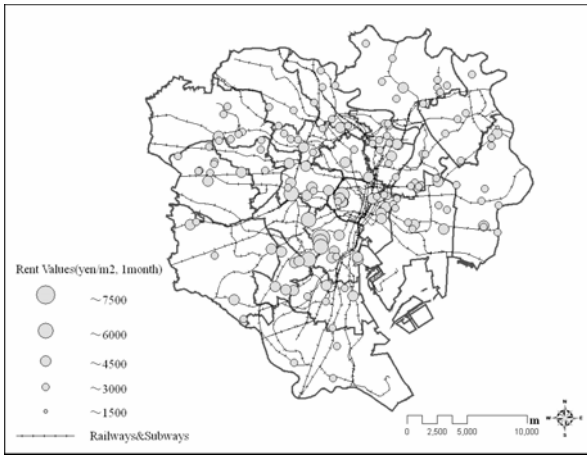 Rent Values(yen/m2, 1month)
～7500
～6000
～4500
～3000
～1500
Railways&Subways
N
W E
S
m
0 2,500 5,000 10,000